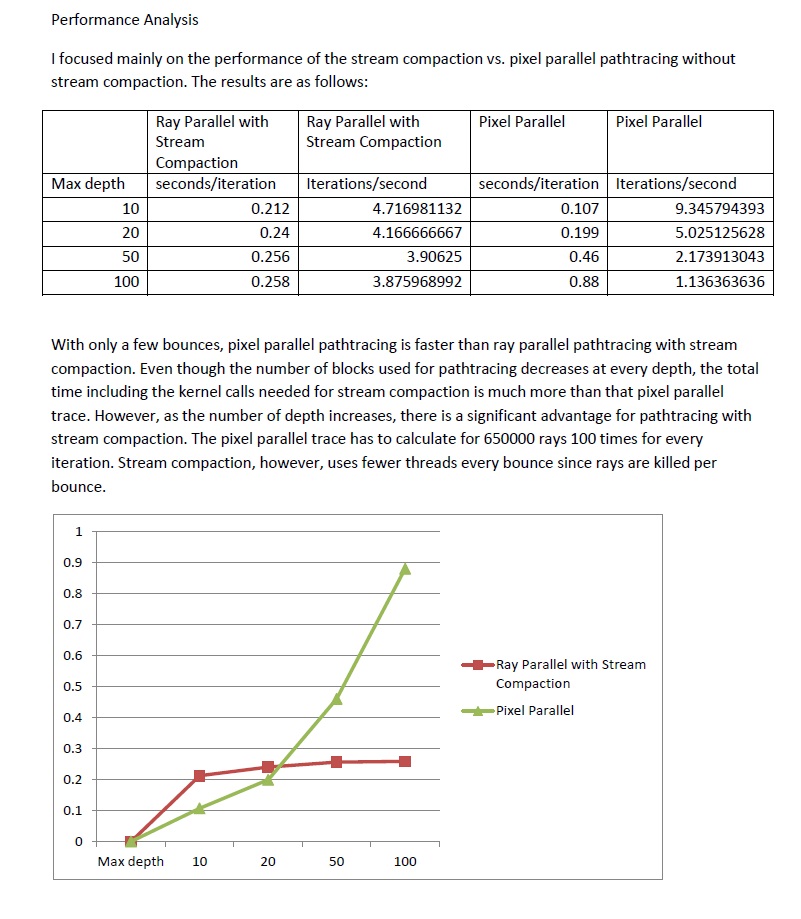 Performance Analysis
I focused mainly on the performance of the stream compaction vs. pixel parallel pathtracing without
stream compaction. The results are as follows:
Ray Parallel with Stream Compaction Ray Parallel with Stream Compaction Pixel Parallel Pixel Parallel
Max depth seconds/iteration Iterations/second seconds/iteration Iterations/second
10 0.212 4.716981132 0.107 9.345794393
20 0.24 4.166666667 0.199 5.025125628
50 0.256 3.90625 0.46 2.173913043
100 0.258 3.875968992 0.88 1.136363636
With only a few bounces, pixel parallel pathtracing is faster than ray parallel pathtracing with stream
compaction. Even though the number of blocks used for pathtracing decreases at every depth, the total
time including the kernel calls needed for stream compaction is much more than that pixel parallel
trace. However, as the number of depth increases, there is a significant advantage for pathtracing with
stream compaction. The pixel parallel trace has to calculate for 650000 rays 100 times for every
iteration. Stream compaction, however, uses fewer threads every bounce since rays are killed per
bounce.
1
0.9
0.8
0.7
0.6
0.5
0.4
0.3
0.2
0.1
0
Max depth 10 20 50 100
Ray Parallel with Stream
Compaction
Pixel Parallel